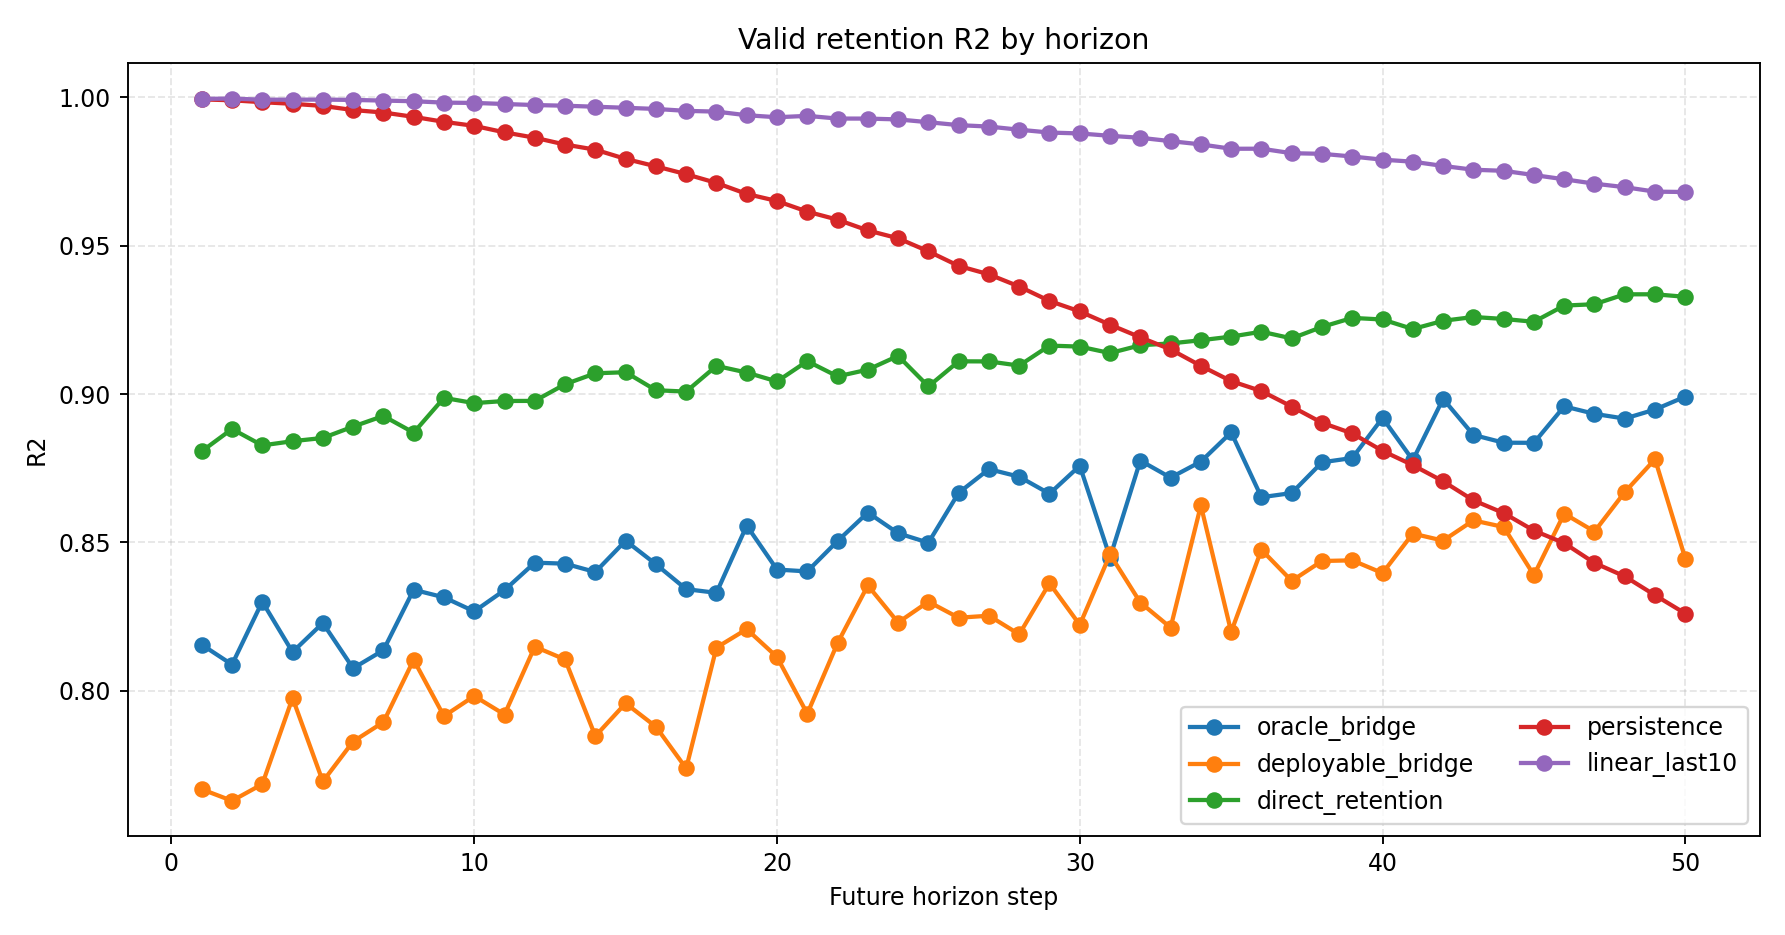 Valid retention R2 by horizon
1.00
0.95
0.90
0.85
0.80
R2
0 10 20 30 40 50
Future horizon step
oracle_bridge
deployable_bridge
direct_retention
persistence
linear_last10